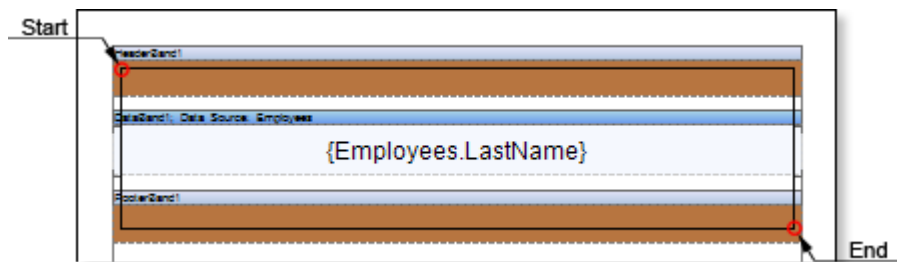 Start
HeaderBand1
DataBand1; Data Source: Employees
{Employees.LastName}
FooterBand1
End